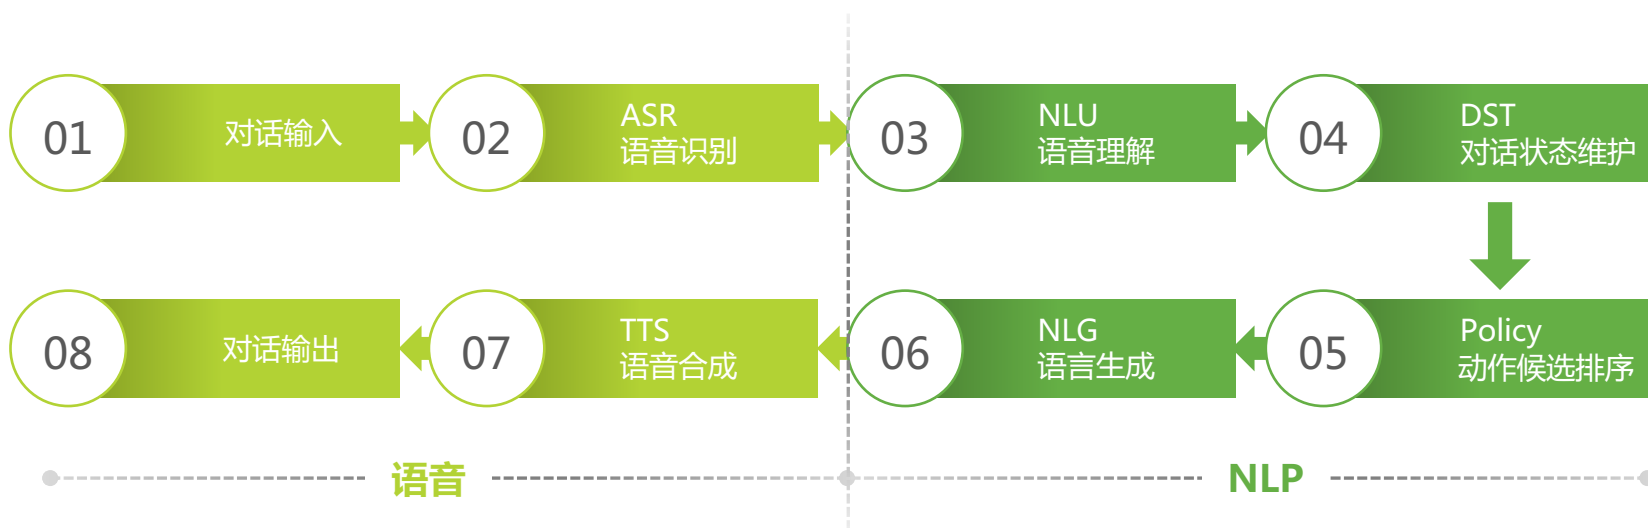 01
对话输入
02
ASR
语音识别
03
NLU
语音理解
04
DST
对话状态维护
08
对话输出
07
TTS
语音合成
06
NLG
语言生成
05
Policy
动作候选排序
语音
NLP